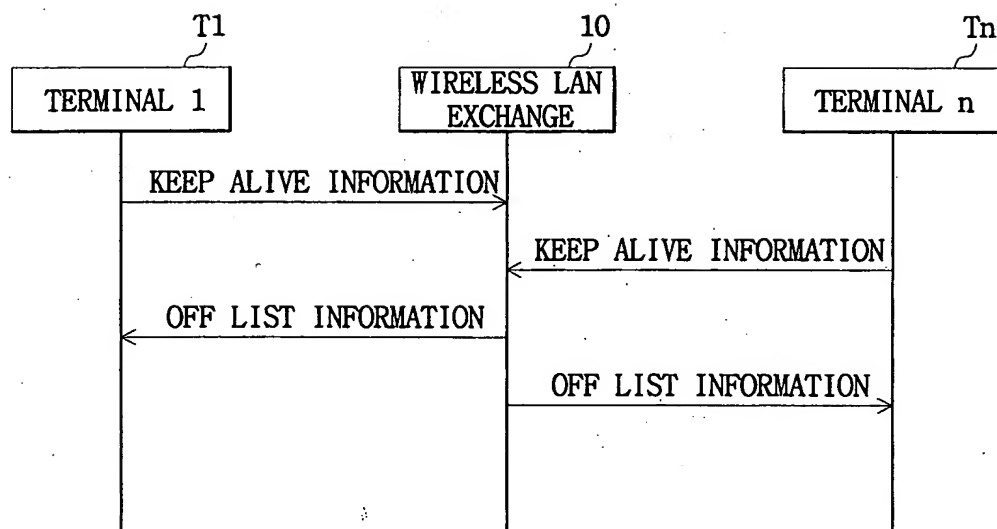 T1
10
Tn
TERMINAL 1
WIRELESS LAN
EXCHANGE
TERMINAL n
KEEP ALIVE INFORMATION
KEEP ALIVE INFORMATION
OFF LIST INFORMATION
OFF LIST INFORMATION